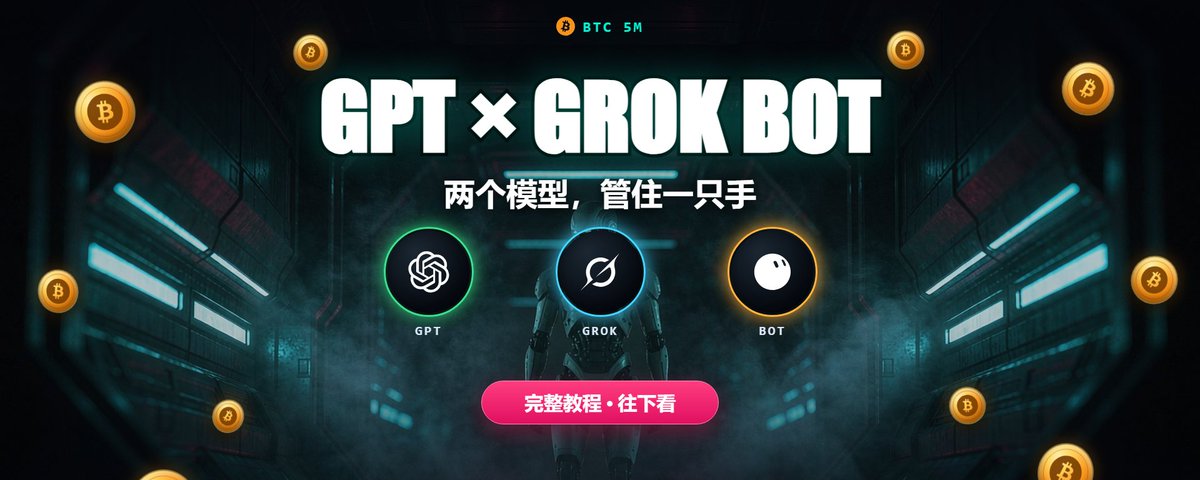 BTC 5M
GPT × GROK BOT
两个模型，管住一只手
GPT
GROK
BOT
完整教程 • 往下看